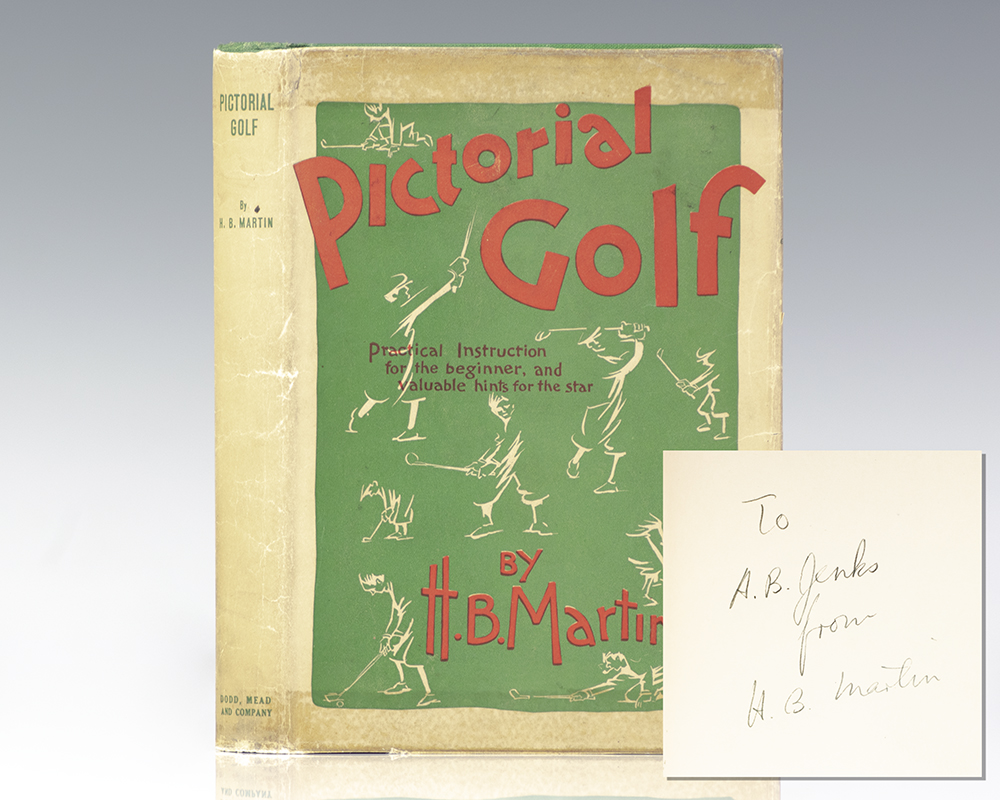 PICTORIAL
GOLF
By
H. B. MARTIN
DODD, MEAD
AND COMPANY
Pictorial
Golf
Practical Instruction
for the beginner, and
valuable hints for the star
BY
H.B. Martin
To
A. B. Jenks
from
H. B. Martin